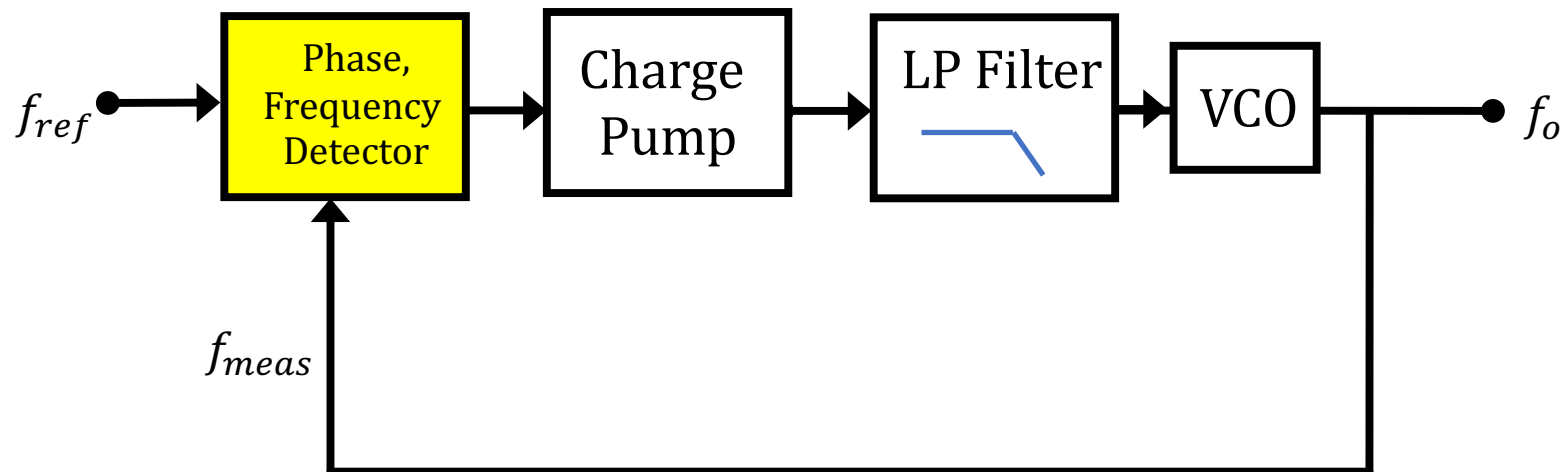 f_ref
Phase,
Frequency
Detector
Charge
Pump
LP Filter
VCO
f_o
f_meas